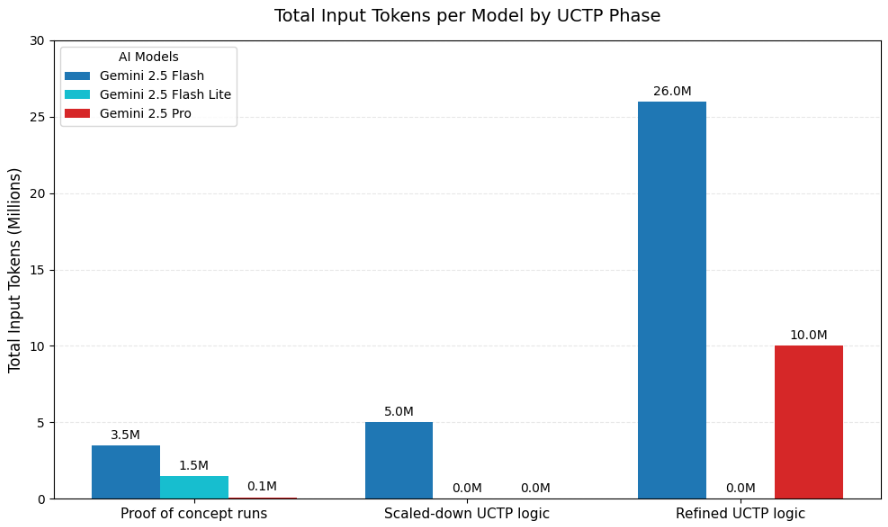 Total Input Tokens per Model by UCTP Phase
AI Models
Gemini 2.5 Flash
Gemini 2.5 Flash Lite
Gemini 2.5 Pro
Total Input Tokens (Millions)
30
25
20
15
10
5
0
3.5M
1.5M
0.1M
5.0M
0.0M
0.0M
26.0M
0.0M
10.0M
Proof of concept runs
Scaled-down UCTP logic
Refined UCTP logic